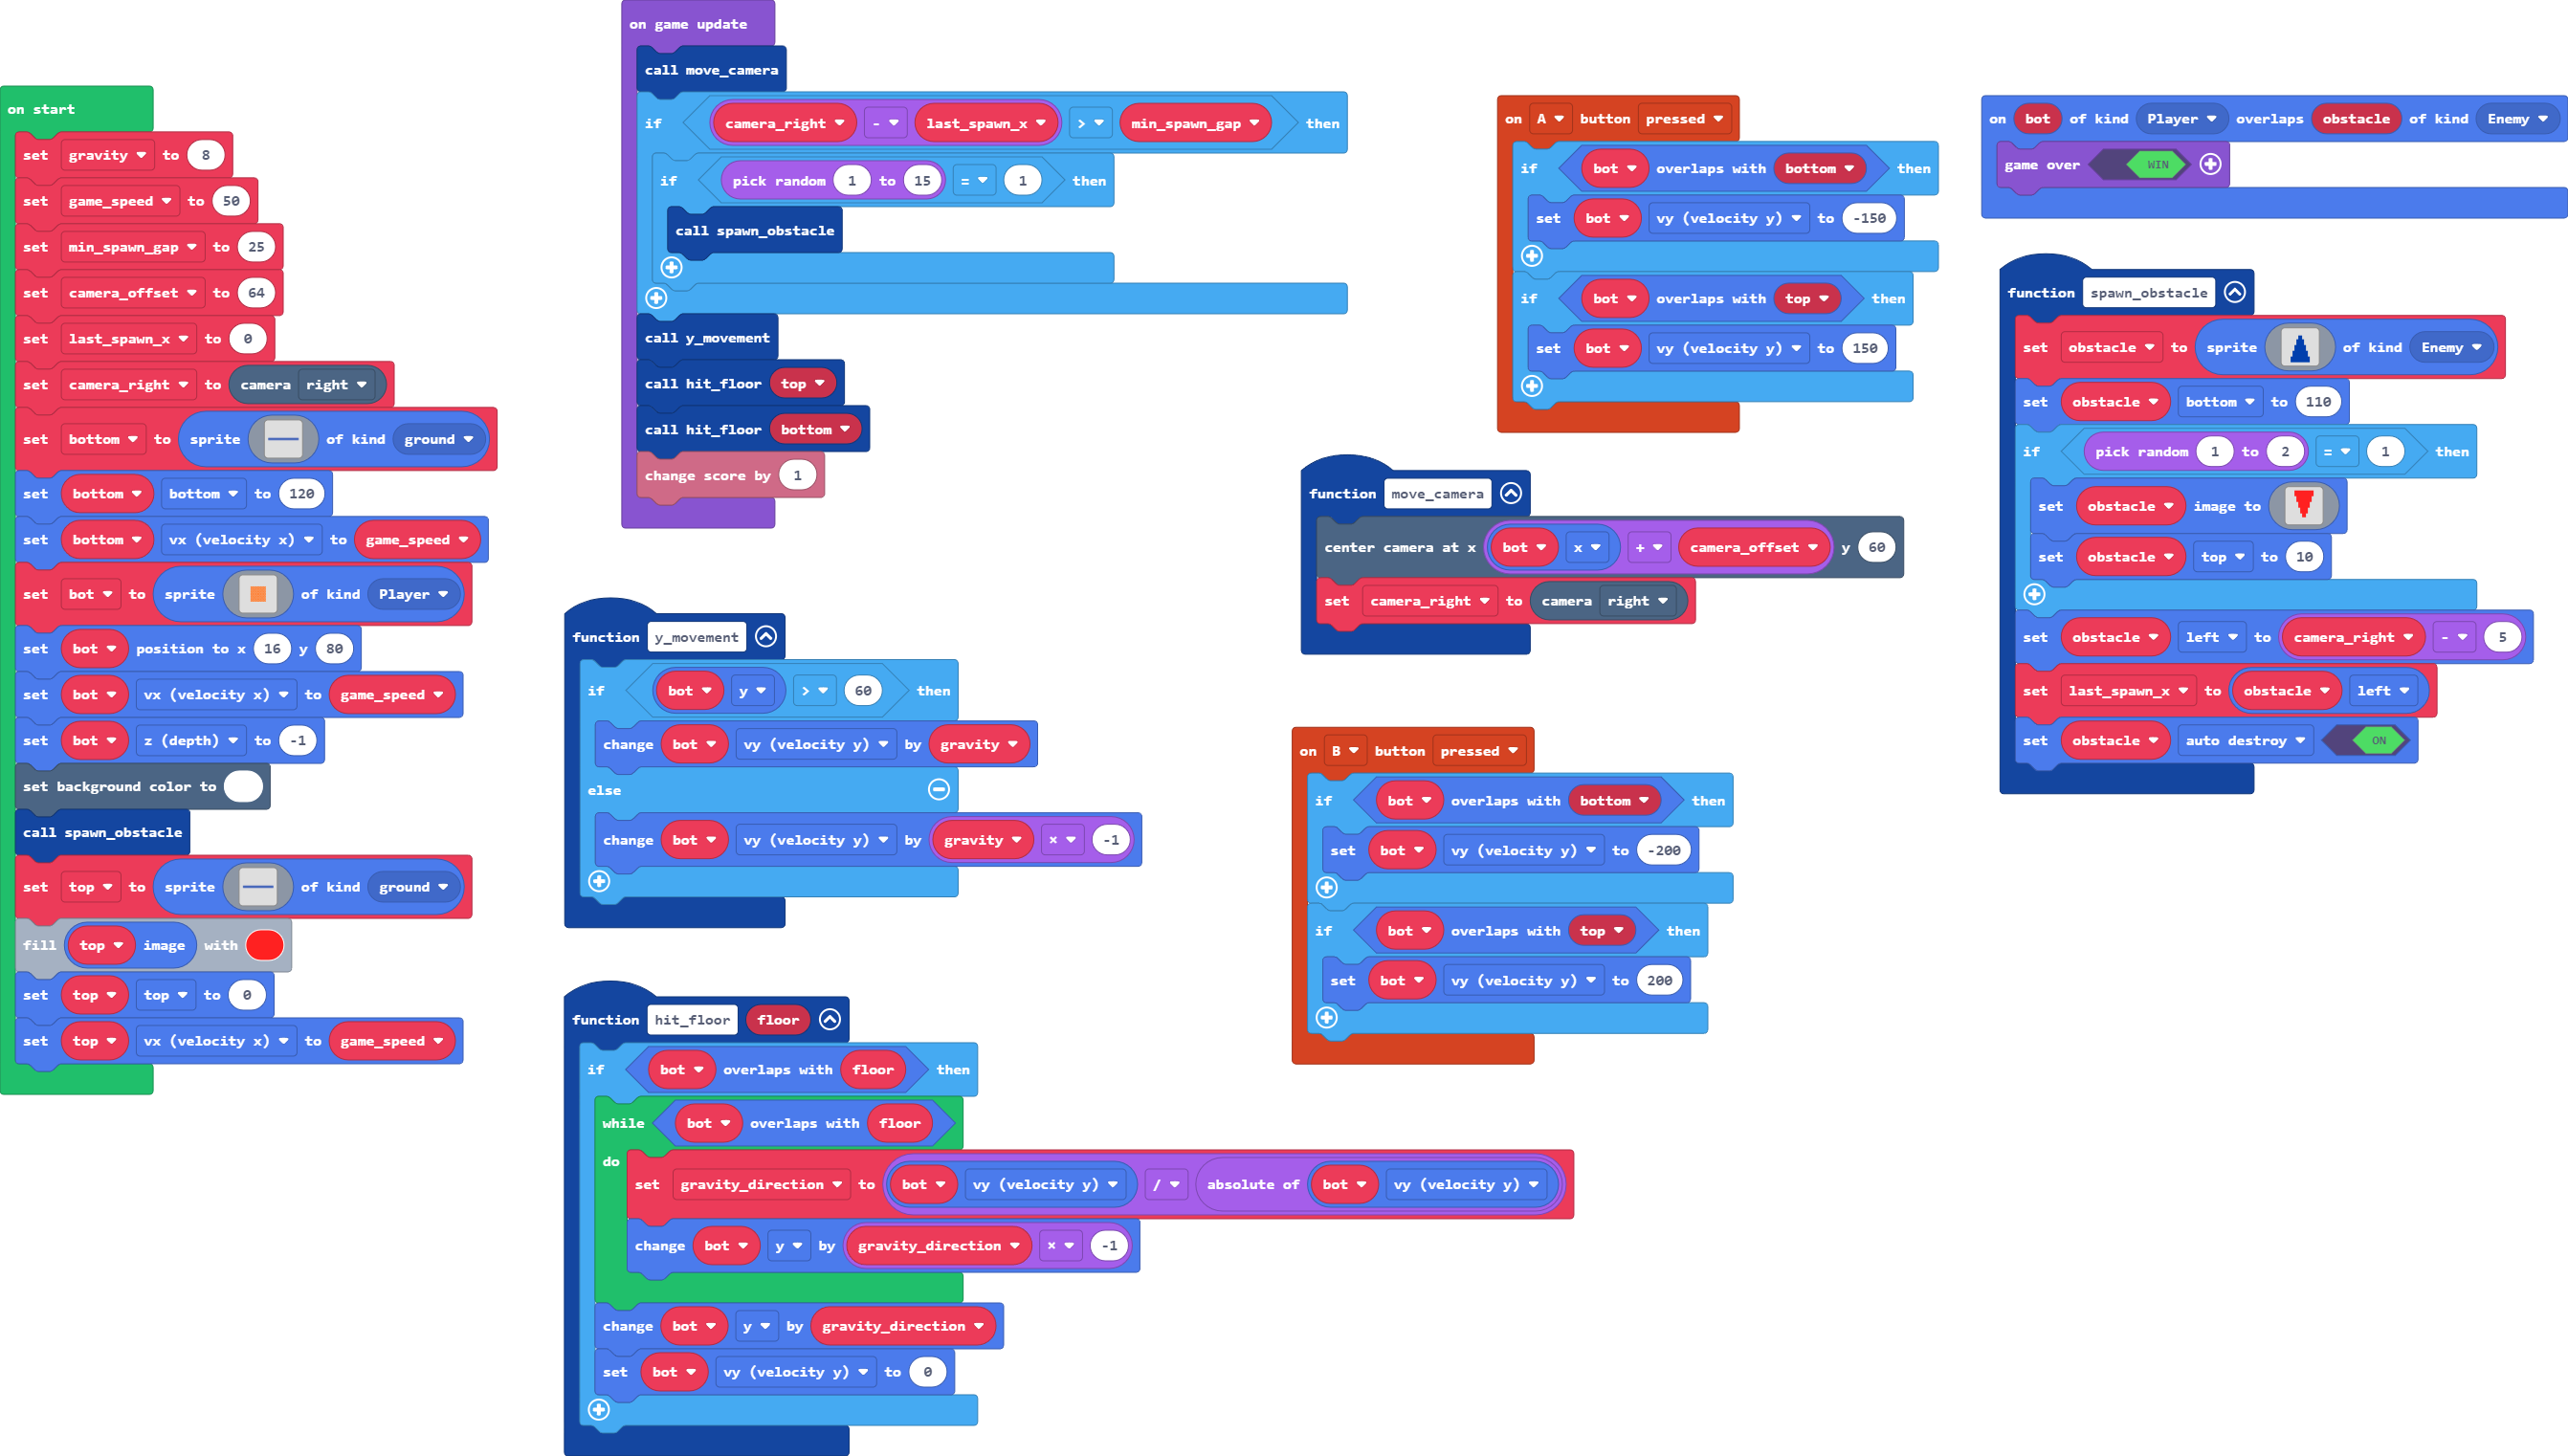 on start
set gravity to 8
set game_speed to 50
set min_spawn_gap to 25
set camera_offset to 64
set last_spawn_x to 0
set camera_right to camera right
set bottom to sprite of kind ground
set bottom bottom to 120
set bottom vx (velocity x) to game_speed
set bot to sprite of kind Player
set bot position to x 16 y 80
set bot vx (velocity x) to game_speed
set bot z (depth) to -1
set background color to
call spawn_obstacle
set top to sprite of kind ground
fill top image with
set top top to 0
set top vx (velocity x) to game_speed
on game update
call move_camera
if camera_right - last_spawn_x > min_spawn_gap then
if pick random 1 to 15 = 1 then
call spawn_obstacle
call y_movement
call hit_floor top
call hit_floor bottom
change score by 1
function y_movement
if bot y > 60 then
change bot vy (velocity y) by gravity
else
change bot vy (velocity y) by gravity × -1
function hit_floor floor
if bot overlaps with floor then
while bot overlaps with floor
do
set gravity_direction to bot vy (velocity y) / absolute of bot vy (velocity y)
change bot y by gravity_direction × -1
change bot y by gravity_direction
set bot vy (velocity y) to 0
on A button pressed
if bot overlaps with bottom then
set bot vy (velocity y) to -150
if bot overlaps with top then
set bot vy (velocity y) to 150
function move_camera
center camera at x bot x + camera_offset y 60
set camera_right to camera right
on B button pressed
if bot overlaps with bottom then
set bot vy (velocity y) to -200
if bot overlaps with top then
set bot vy (velocity y) to 200
on bot of kind Player overlaps obstacle of kind Enemy
game over WIN
function spawn_obstacle
set obstacle to sprite of kind Enemy
set obstacle bottom to 110
if pick random 1 to 2 = 1 then
set obstacle image to
set obstacle top to 10
set obstacle left to camera_right - 5
set last_spawn_x to obstacle left
set obstacle auto destroy ON